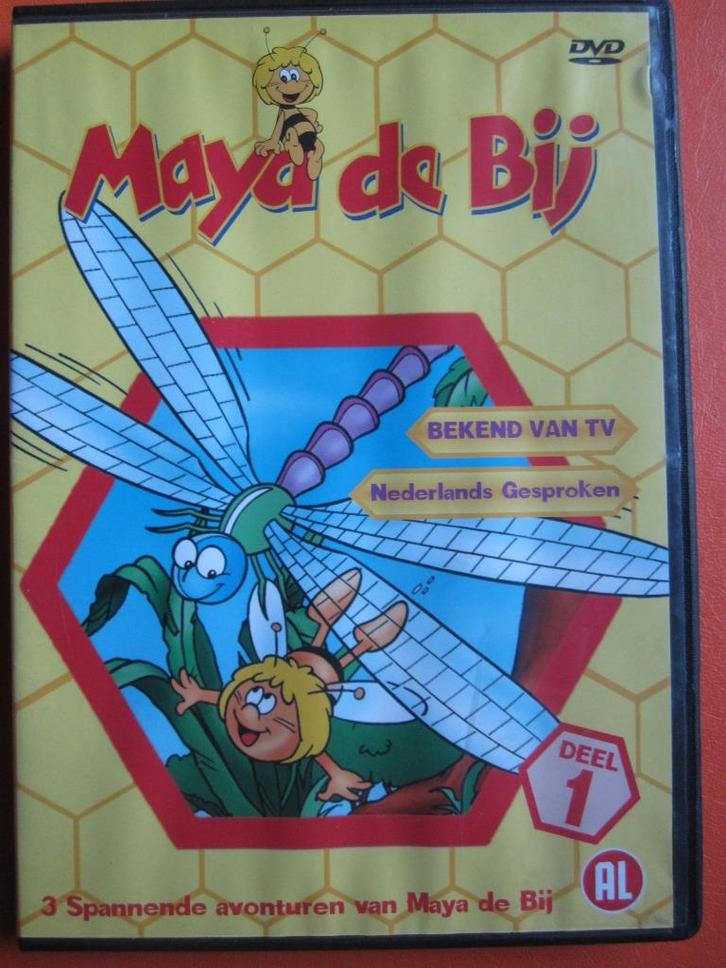 DVD
Maya de Bij
BEKEND VAN TV
Nederlands Gesproken
DEEL
1
AL
3 Spannende avonturen van Maya de Bij